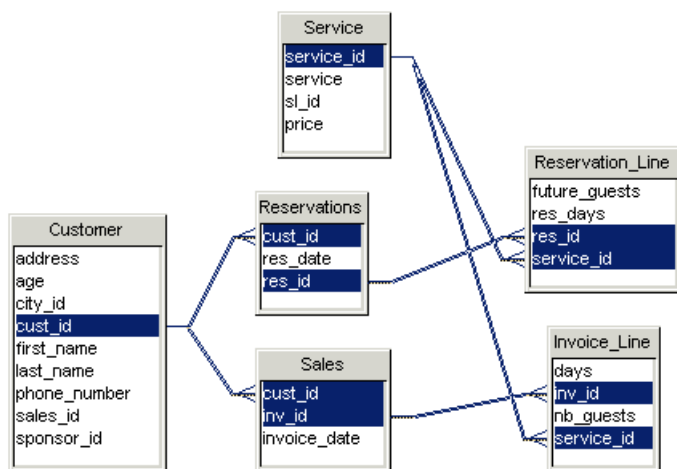 Service
service_id
service
sl_id
price
Reservation_Line
future_guests
res_days
res_id
service_id
Reservations
cust_id
res_date
res_id
Customer
address
age
city_id
cust_id
first_name
last_name
phone_number
sales_id
sponsor_id
Sales
cust_id
inv_id
invoice_date
Invoice_Line
days
inv_id
nb_guests
service_id